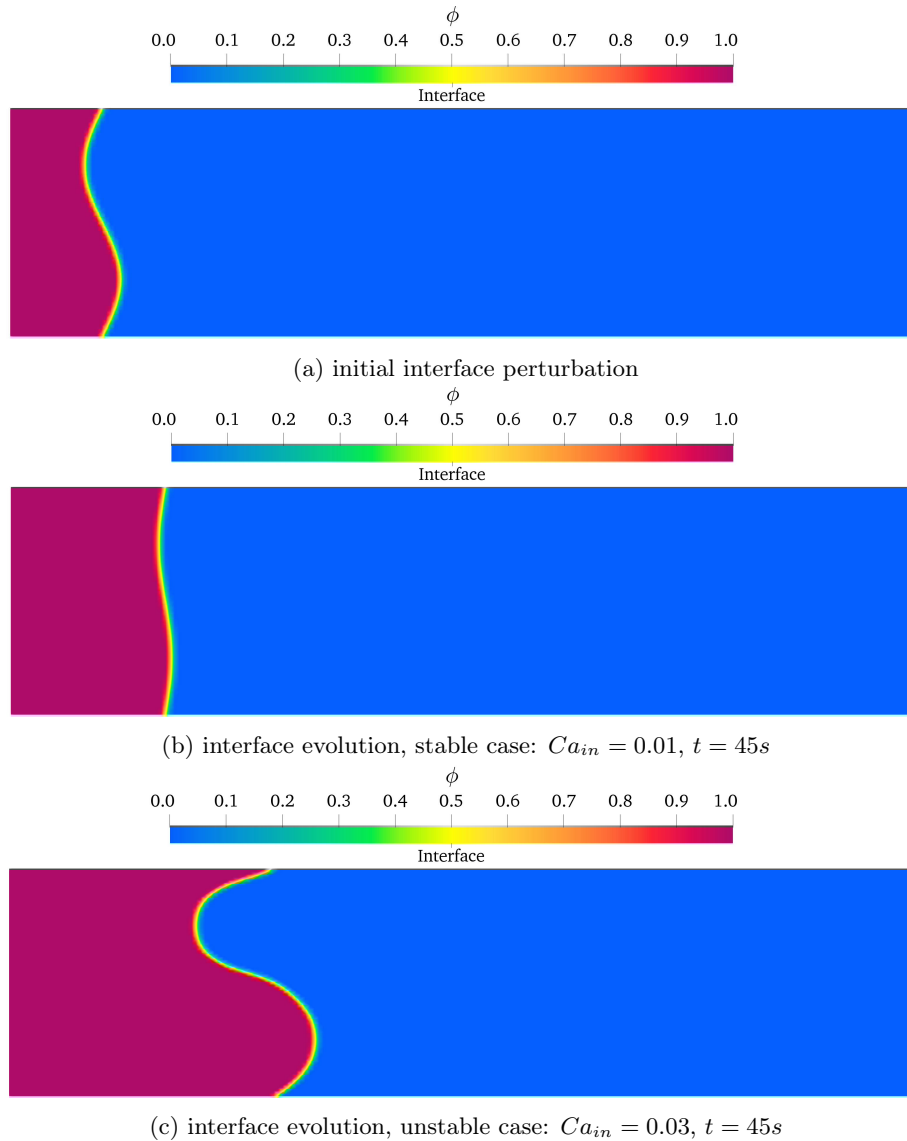 ϕ
0.0 0.1 0.2 0.3 0.4 0.5 0.6 0.7 0.8 0.9 1.0
Interface
(a) initial interface perturbation
ϕ
0.0 0.1 0.2 0.3 0.4 0.5 0.6 0.7 0.8 0.9 1.0
Interface
(b) interface evolution, stable case: Ca_{in} = 0.01, t = 45s
ϕ
0.0 0.1 0.2 0.3 0.4 0.5 0.6 0.7 0.8 0.9 1.0
Interface
(c) interface evolution, unstable case: Ca_{in} = 0.03, t = 45s